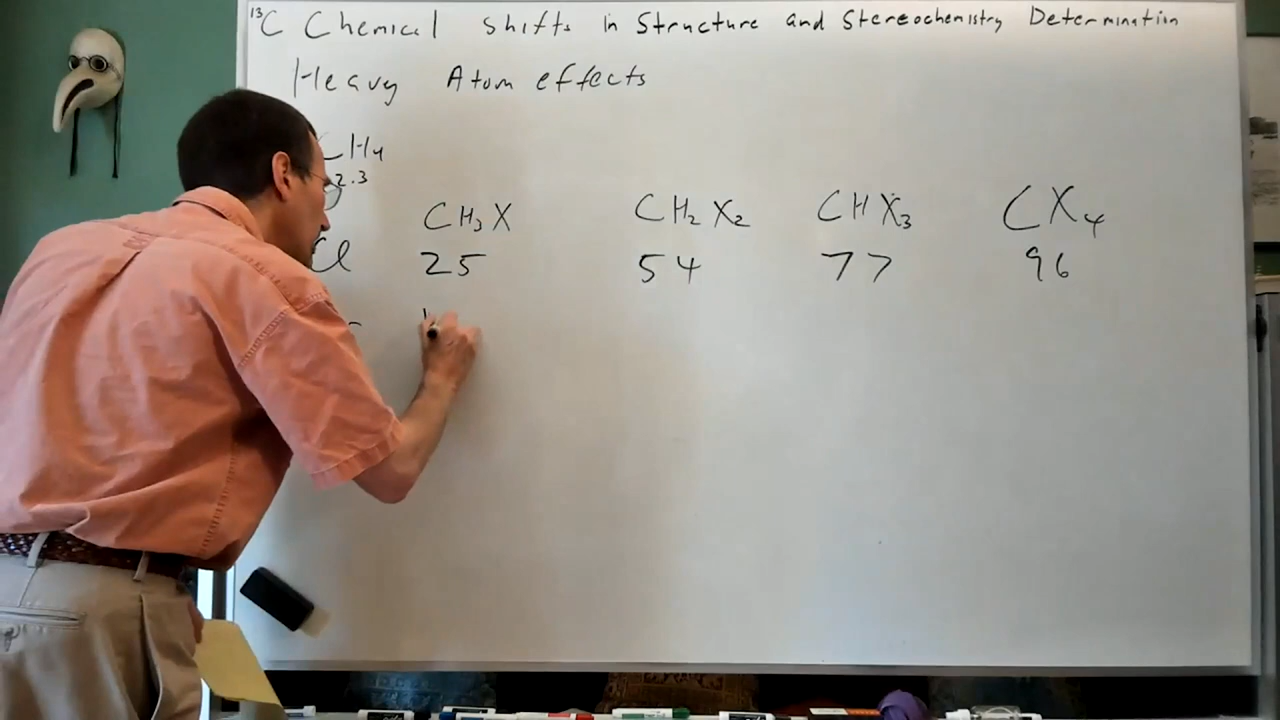 ¹³C Chemical Shifts in Structure and Stereochemistry Determination
Heavy Atom effects
CH₄
2.3
CH₃X CH₂X₂ CHX₃ CX₄
Cl 25 54 77 96